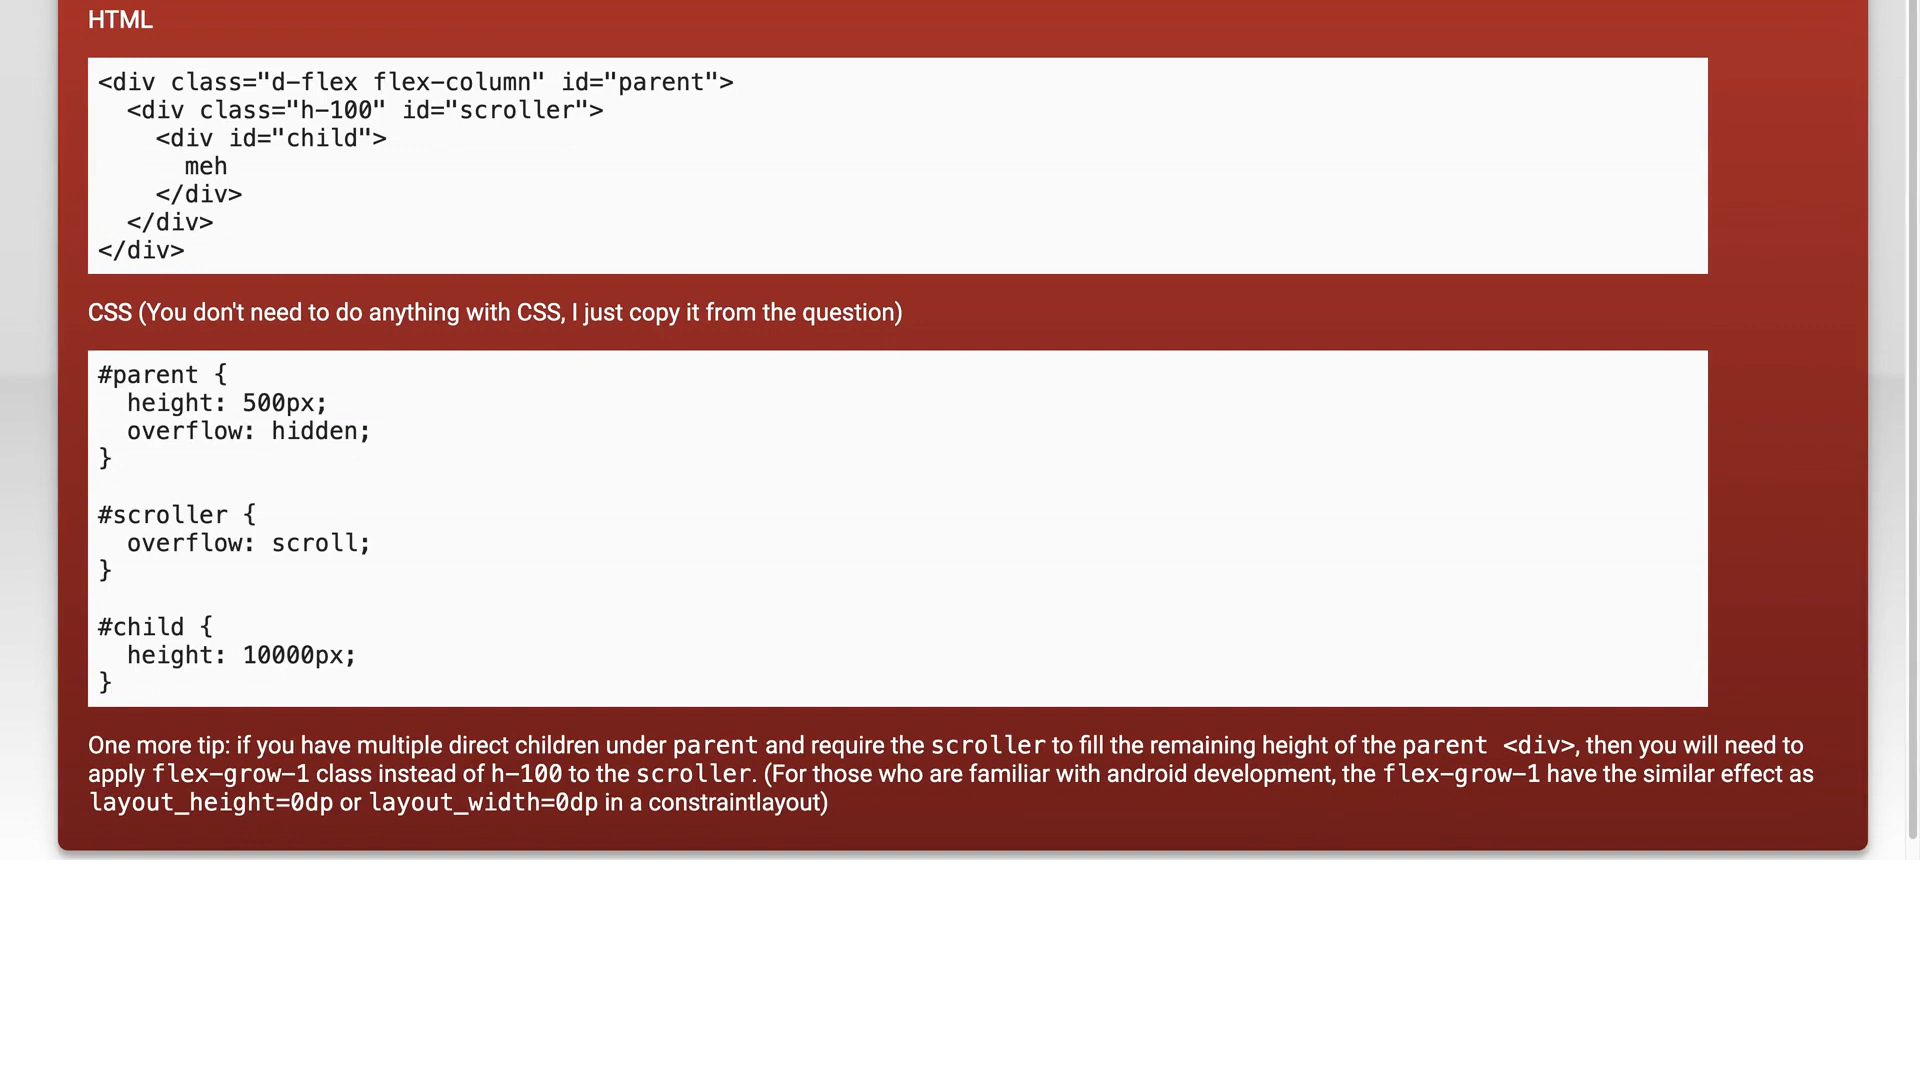 HTML
<div class="d-flex flex-column" id="parent">
  <div class="h-100" id="scroller">
    <div id="child">
      meh
    </div>
  </div>
</div>
CSS (You don't need to do anything with CSS, I just copy it from the question)
#parent {
  height: 500px;
  overflow: hidden;
}
#scroller {
  overflow: scroll;
}
#child {
  height: 10000px;
}
One more tip: if you have multiple direct children under parent and require the scroller to fill the remaining height of the parent <div>, then you will need to
apply flex-grow-1 class instead of h-100 to the scroller. (For those who are familiar with android development, the flex-grow-1 have the similar effect as
layout_height=0dp or layout_width=0dp in a constraintlayout)